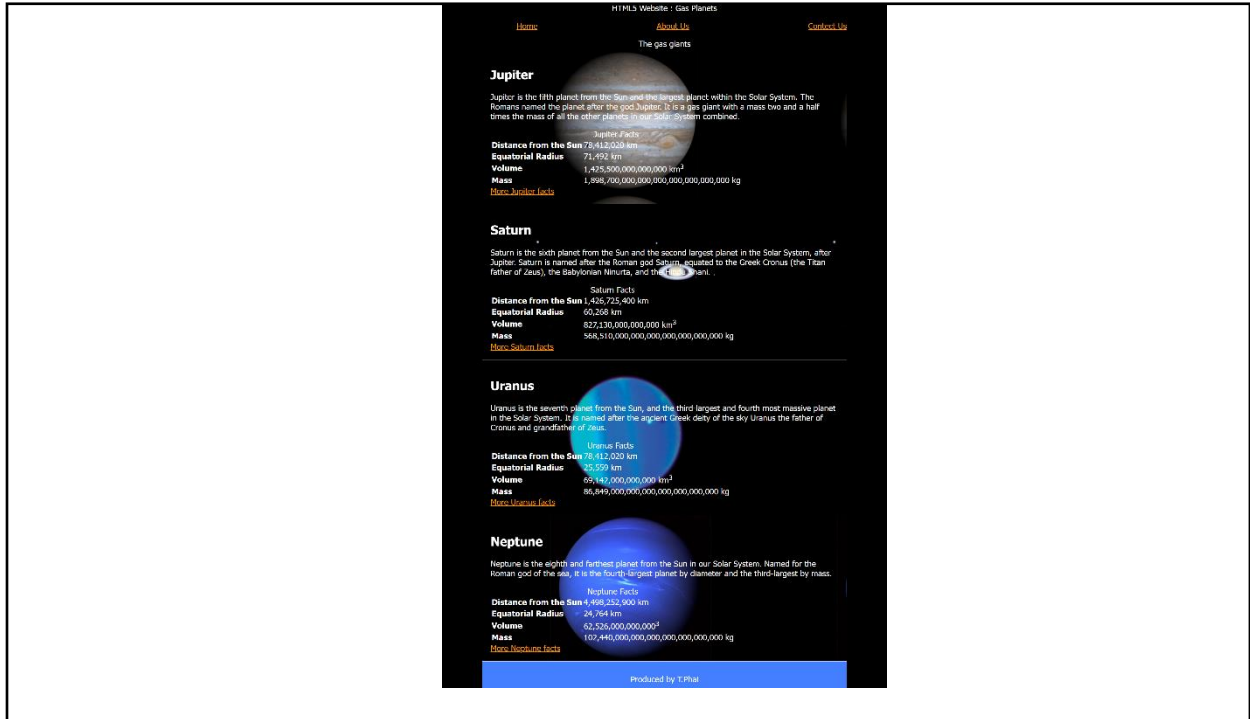 HTML5 Website : Gas Planets
Home About Us Contect Us
The gas giants
Jupiter
Jupiter is the fifth planet from the Sun and the largest planet within the Solar System. The
Romans named the planet after the god Jupiter. It is a gas giant with a mass two and a half
times the mass of all the other planets in our Solar System combined.
Jupiter Facts
Distance from the Sun 78,412,020 km
Equatorial Radius 71,492 km
Volume 1,425,500,000,000,000 km³
Mass 1,898,700,000,000,000,000,000,000,000 kg
More Jupiter facts
Saturn
Saturn is the sixth planet from the Sun and the second largest planet in the Solar System, after
Jupiter. Saturn is named after the Roman god Saturn, equated to the Greek Cronus (the Titan
father of Zeus), the Babylonian Ninurta, and the Hindu Shani. .
Saturn Facts
Distance from the Sun 1,426,725,400 km
Equatorial Radius 60,268 km
Volume 827,130,000,000,000 km³
Mass 568,510,000,000,000,000,000,000,000 kg
More Saturn facts
Uranus
Uranus is the seventh planet from the Sun, and the third largest and fourth most massive planet
in the Solar System. It is named after the ancient Greek deity of the sky Uranus the father of
Cronus and grandfather of Zeus.
Uranus Facts
Distance from the Sun 78,412,020 km
Equatorial Radius 25,559 km
Volume 69,142,000,000,000 km³
Mass 86,849,000,000,000,000,000,000,000 kg
More Uranus facts
Neptune
Neptune is the eighth and farthest planet from the Sun in our Solar System. Named for the
Roman god of the sea, it is the fourth-largest planet by diameter and the third-largest by mass.
Neptune Facts
Distance from the Sun 4,498,252,900 km
Equatorial Radius 24,764 km
Volume 62,526,000,000,000³
Mass 102,440,000,000,000,000,000,000,000 kg
More Neptune facts
Produced by T.Phai